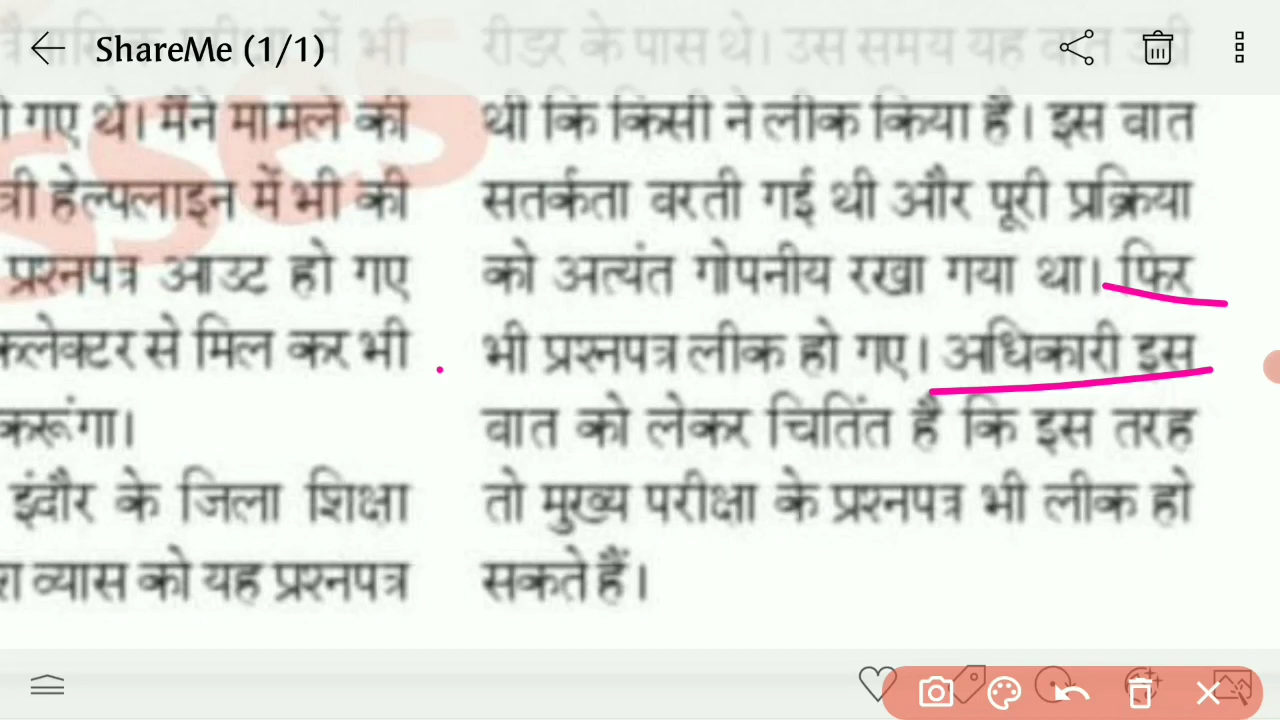 ShareMe (1/1)
में भी
गए थे। मैंने मामले की
त्री हेल्पलाइन में भी की
प्रश्नपत्र आउट हो गए
कलेक्टर से मिल कर भी
करूंगा।
इंदौर के जिला शिक्षा
व्यास को यह प्रश्नपत्र
रीडर के पास थे। उस समय यह
थी कि किसी ने लीक किया है। इस वात
सतर्कता वरती गई थी और पूरी प्रक्रिया
को अत्यंत गोपनीय रखा गया था। फिर
भी प्रश्नपत्र लीक हो गए। अधिकारी इस
वात को लेकर चितिंत है कि इस तरह
तो मुख्य परीक्षा के प्रश्नपत्र भी लीक हो
सकते हैं।